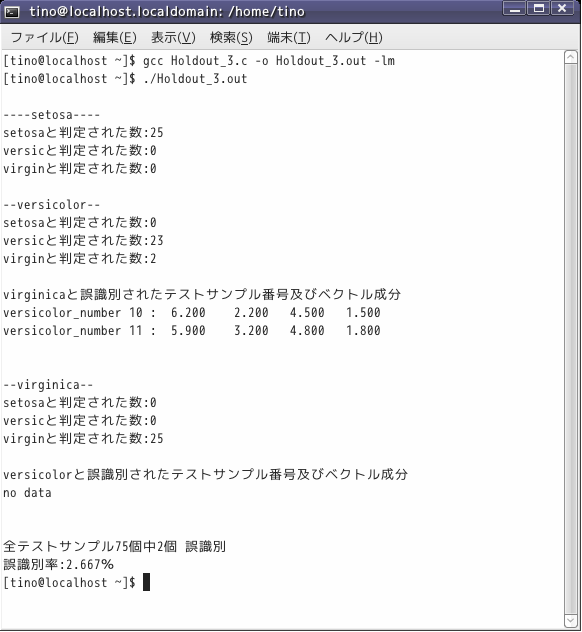 tino@localhost.localdomain: /home/tino
ファイル(F) 編集(E) 表示(V) 検索(S) 端末(T) ヘルプ(H)
[tino@localhost ~]$ gcc Holdout_3.c -o Holdout_3.out -lm
[tino@localhost ~]$ ./Holdout_3.out
----setosa----
setosaと判定された数:25
versicと判定された数:0
virginと判定された数:0
--versicolor--
setosaと判定された数:0
versicと判定された数:23
virginと判定された数:2
virginicaと誤識別されたテストサンプル番号及びベクトル成分
versicolor_number 10 : 6.200 2.200 4.500 1.500
versicolor_number 11 : 5.900 3.200 4.800 1.800
--virginica--
setosaと判定された数:0
versicと判定された数:0
virginと判定された数:25
versicolorと誤識別されたテストサンプル番号及びベクトル成分
no data
全テストサンプル75個中2個 誤識別
誤識別率:2.667%
[tino@localhost ~]$